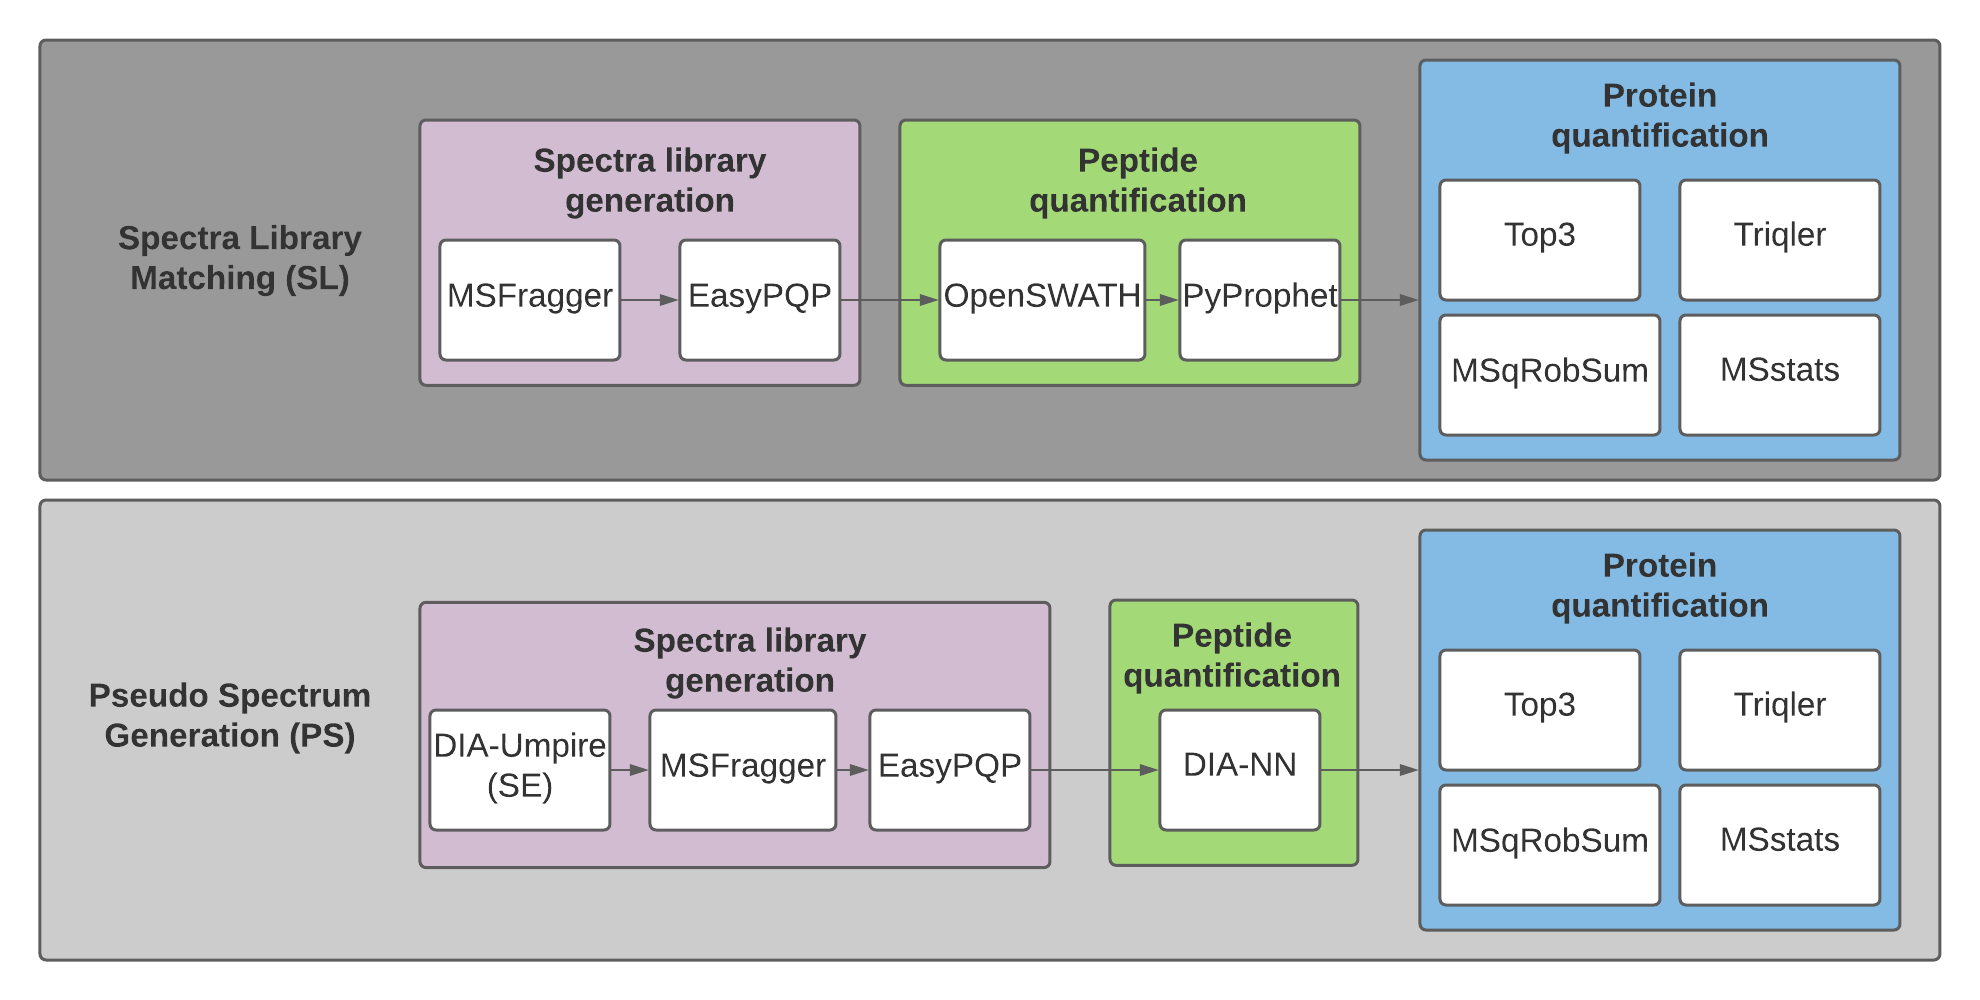 Spectra Library
Matching (SL)
Spectra library
generation
MSFragger
EasyPQP
Peptide
quantification
OpenSWATH
PyProphet
Protein
quantification
Top3
Triqler
MSqRobSum
MSstats
Pseudo Spectrum
Generation (PS)
Spectra library
generation
DIA-Umpire
(SE)
MSFragger
EasyPQP
Peptide
quantification
DIA-NN
Protein
quantification
Top3
Triqler
MSqRobSum
MSstats